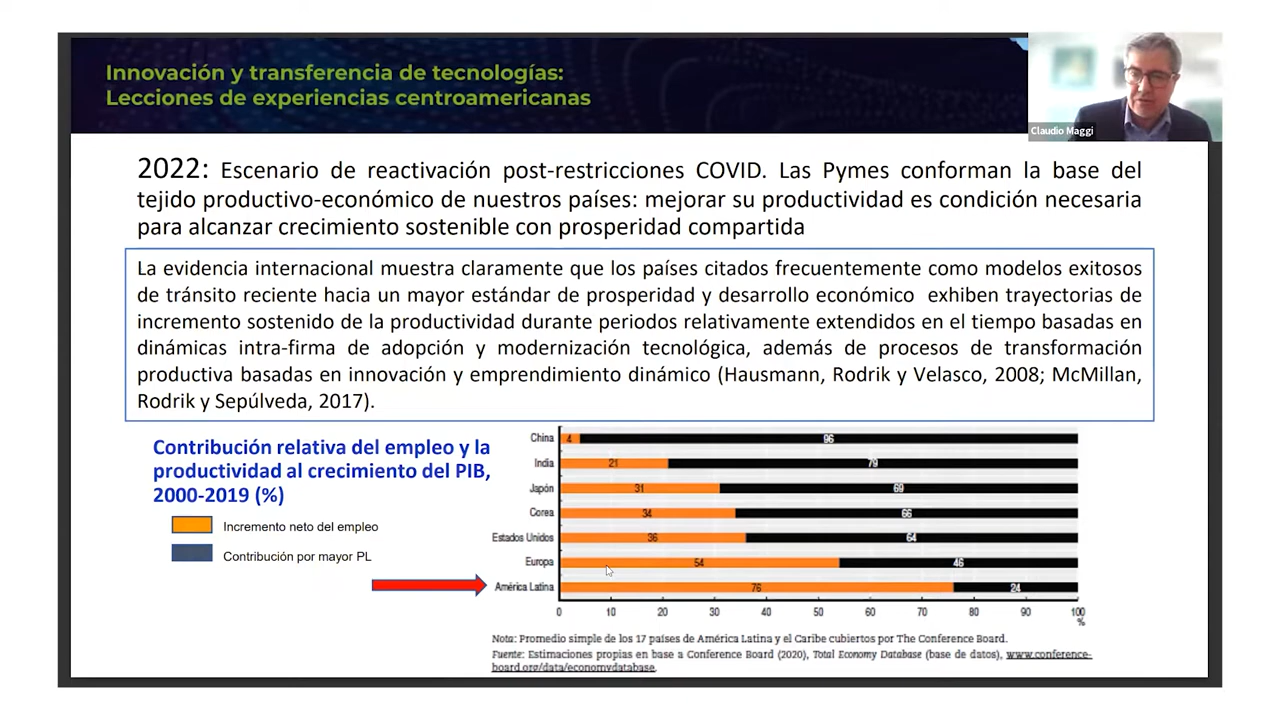 Innovación y transferencia de tecnologías:
Lecciones de experiencias centroamericanas
Claudio Maggi
2022: Escenario de reactivación post-restricciones COVID. Las Pymes conforman la base del
tejido productivo-económico de nuestros países: mejorar su productividad es condición necesaria
para alcanzar crecimiento sostenible con prosperidad compartida
La evidencia internacional muestra claramente que los países citados frecuentemente como modelos exitosos
de tránsito reciente hacia un mayor estándar de prosperidad y desarrollo económico exhiben trayectorias de
incremento sostenido de la productividad durante periodos relativamente extendidos en el tiempo basadas en
dinámicas intra-firma de adopción y modernización tecnológica, además de procesos de transformación
productiva basadas en innovación y emprendimiento dinámico (Hausmann, Rodrik y Velasco, 2008; McMillan,
Rodrik y Sepúlveda, 2017).
Contribución relativa del empleo y la
productividad al crecimiento del PIB,
2000-2019 (%)
Incremento neto del empleo
Contribución por mayor PL
China 4 96
India 21 79
Japón 31 69
Corea 34 66
Estados Unidos 36 64
Europa 54 46
América Latina 76 24
0 10 20 30 40 50 60 70 80 90 100
%
Nota: Promedio simple de los 17 países de América Latina y el Caribe cubiertos por The Conference Board.
Fuente: Estimaciones propias en base a Conference Board (2020), Total Economy Database (base de datos), www.conference-
board.org/data/economydatabase.